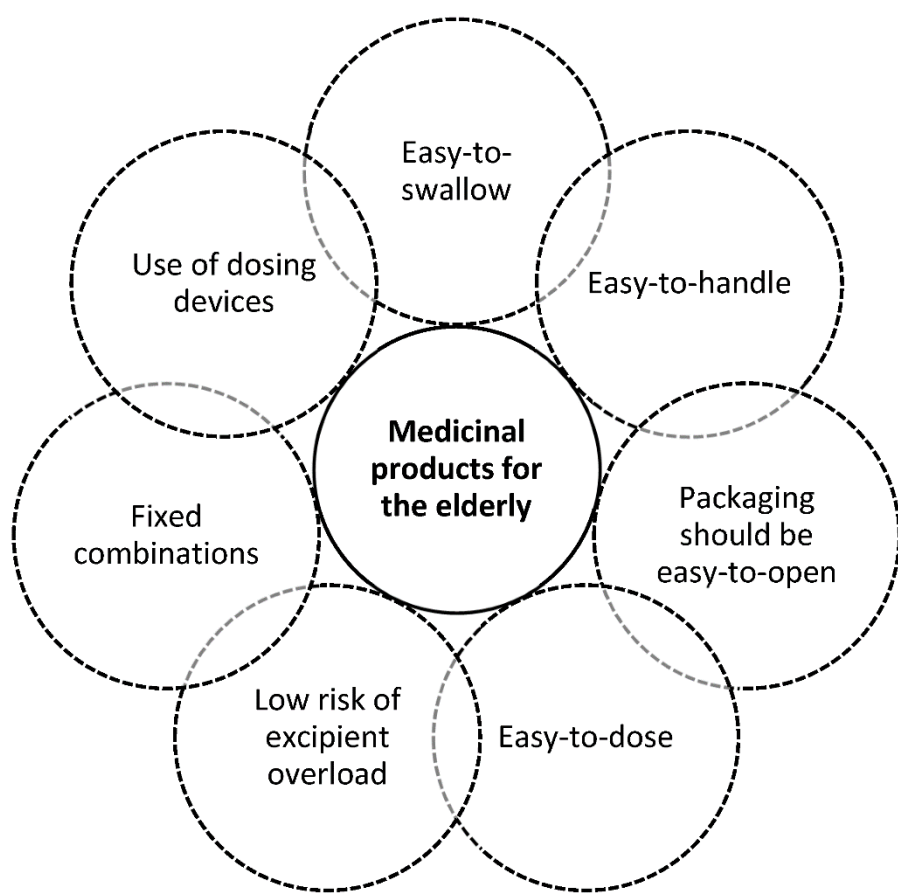 Easy-to-
swallow
Use of dosing
devices
Easy-to-handle
Medicinal
products for
the elderly
Fixed
combinations
Packaging
should be
easy-to-open
Low risk of
excipient
overload
Easy-to-dose